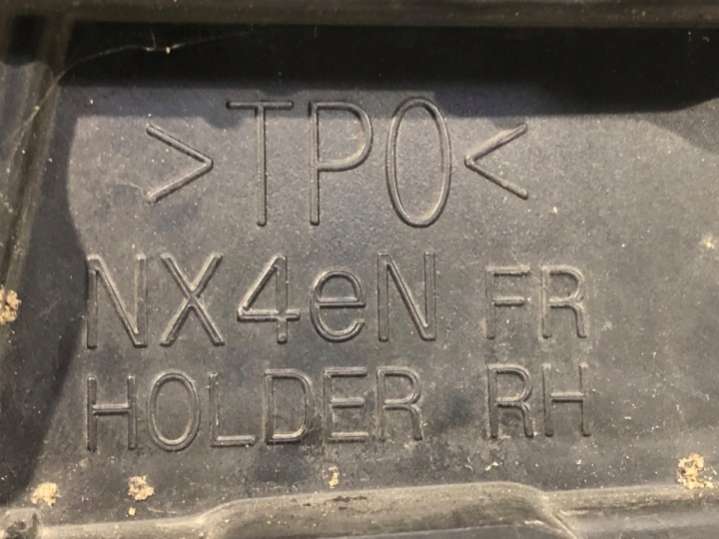 >TPO<
NX4eN FR
HOLDER RH